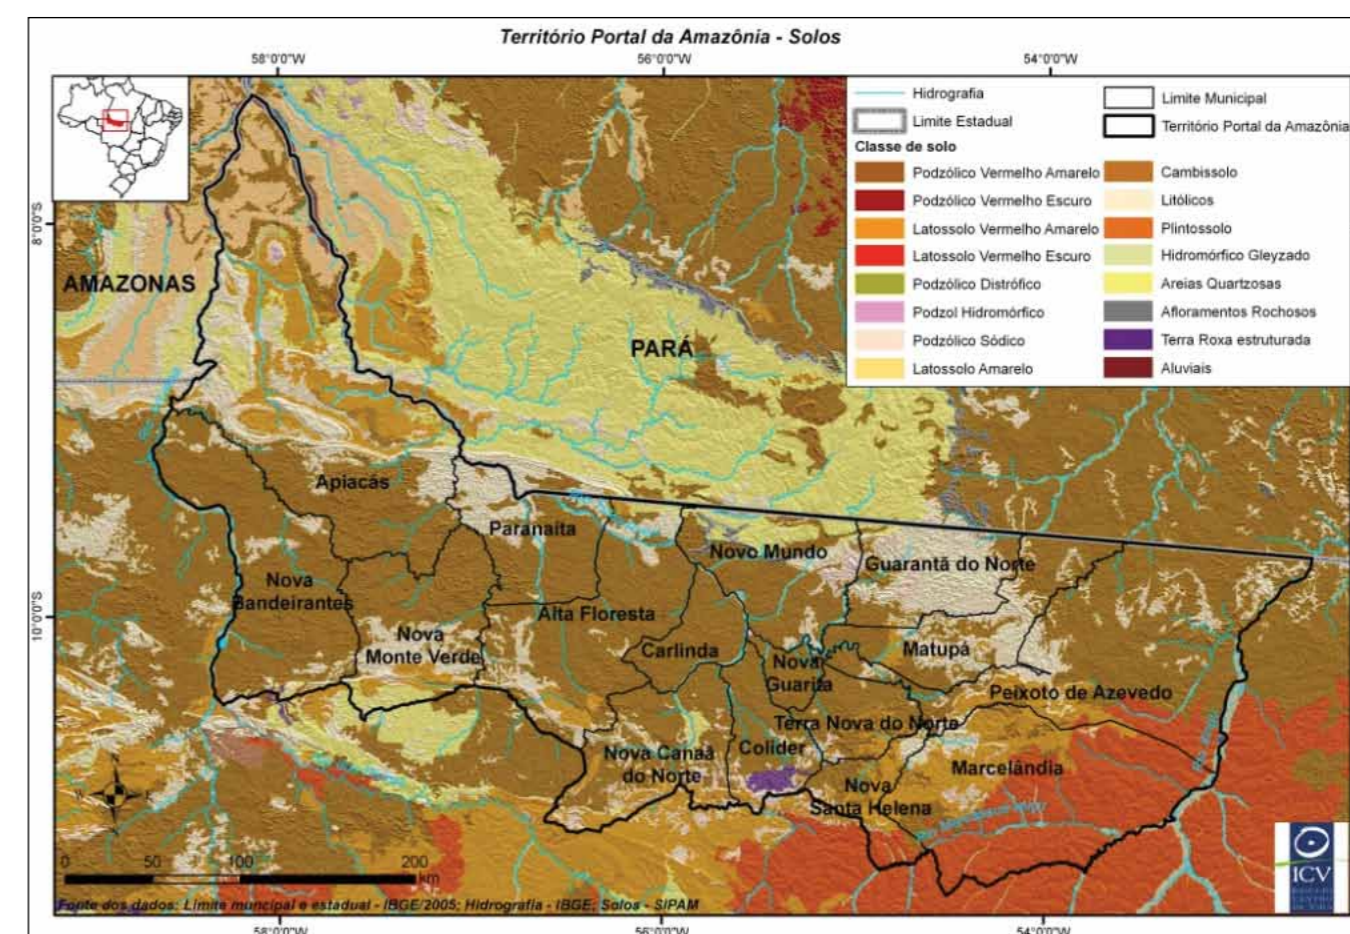 Território Portal da Amazônia - Solos
58°0'0"W
56°0'0"W
54°0'0"W
Hidrografia
Limite Estadual
Limite Municipal
Território Portal da Amazônia
Classe de solo
Podzólico Vermelho Amarelo
Podzólico Vermelho Escuro
Latossolo Vermelho Amarelo
Latossolo Vermelho Escuro
Podzólico Distrófico
Podzol Hidromórfico
Podzólico Sódico
Latossolo Amarelo
Cambissolo
Litólicos
Plintossolo
Hidromórfico Gleyzado
Areias Quartzosas
Afloramentos Rochosos
Terra Roxa estruturada
Aluviais
8°0'0"S
AMAZONAS
PARÁ
Apiacás
Paranaita
Novo Mundo
Guarantã do Norte
Nova
Bandeirantes
10°0'0"S
Alta Floresta
Nova
Monte Verde
Carlinda
Nova
Guarita
Matupá
Peixoto de Azevedo
Terra Nova do Norte
Nova Canaã
do Norte
Colider
Marcelândia
Nova
Santa Helena
N
W
E
0
50
100
200
km
ICV
Fonte dos dados: Limite muncipal e estadual - IBGE/2005; Hidrografia - IBGE; Solos - SIPAM
58°0'0"W
56°0'0"W
54°0'0"W